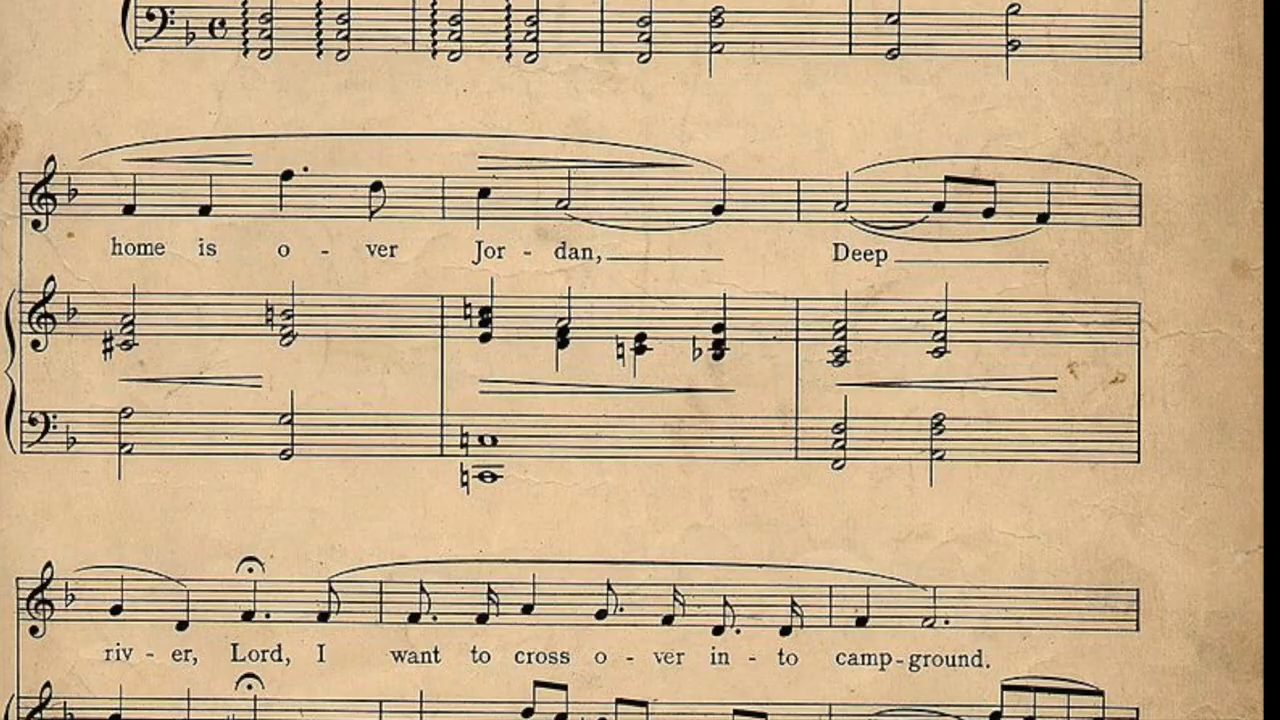 home is o - ver Jor - dan, Deep
riv - er, Lord, I want to cross o - ver in - to camp-ground.